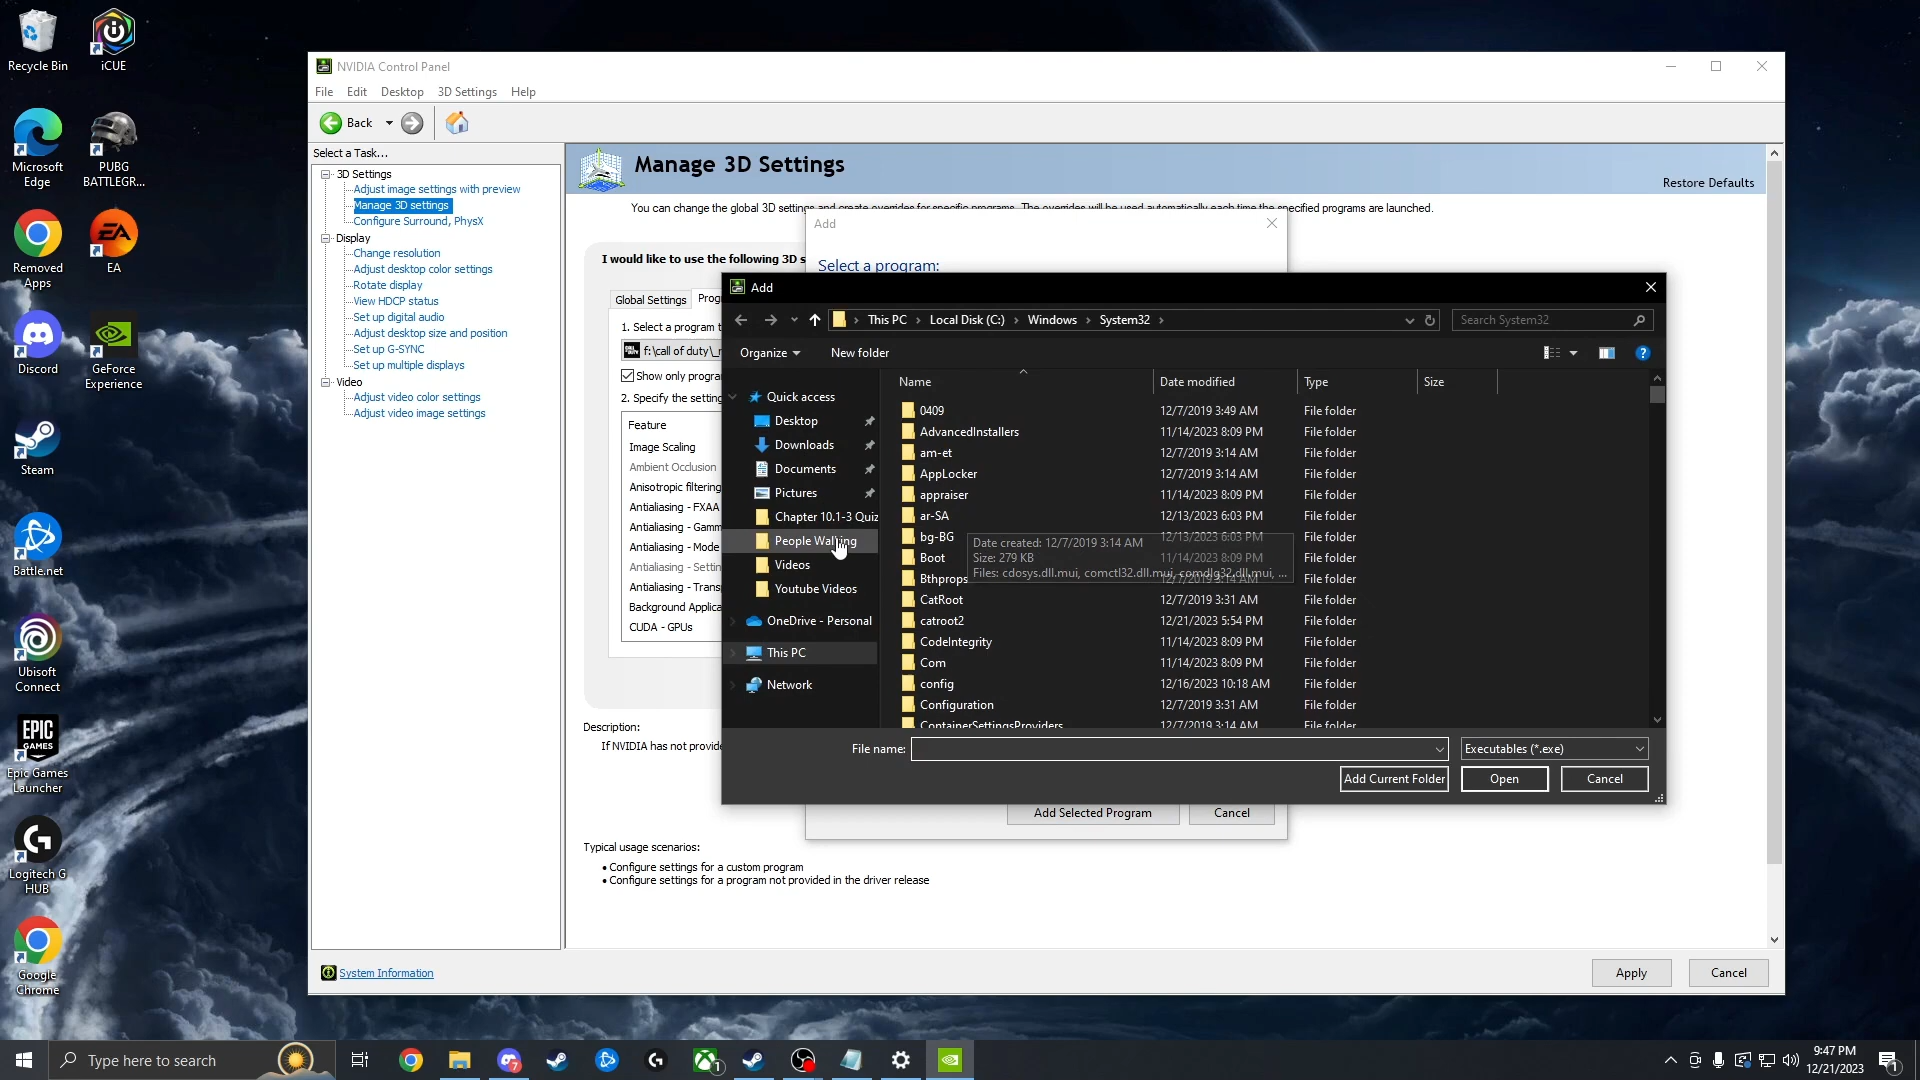 Recycle Bin
iCUE
Microsoft
Edge
PUBG
BATTLEGR...
Removed
Apps
EA
Discord
GeForce
Experience
Steam
Battle.net
Ubisoft
Connect
EPIC
GAMES
Epic Games
Launcher
Logitech G
HUB
Google
Chrome
NVIDIA Control Panel
File Edit Desktop 3D Settings Help
Back
Select a Task...
3D Settings
Adjust image settings with preview
Manage 3D settings
Configure Surround, PhysX
Display
Change resolution
Adjust desktop color settings
Rotate display
View HDCP status
Set up digital audio
Adjust desktop size and position
Set up G-SYNC
Set up multiple displays
Video
Adjust video color settings
Adjust video image settings
System Information
Manage 3D Settings
Restore Defaults
You can change the global 3D settings and create overrides for specific programs. The overrides will be used automatically each time the specified programs are launched.
I would like to use the following 3D s
Global Settings Prog
1. Select a program t
f:\call of duty\_r
Show only program
2. Specify the setting
Feature
Image Scaling
Ambient Occlusion
Anisotropic filtering
Antialiasing - FXAA
Antialiasing - Gamm
Antialiasing - Mode
Antialiasing - Settin
Antialiasing - Trans
Background Applica
CUDA - GPUs
Description:
If NVIDIA has not provide
Typical usage scenarios:
• Configure settings for a custom program
• Configure settings for a program not provided in the driver release
Apply Cancel
Add
Select a program:
Add Selected Program Cancel
Add
This PC › Local Disk (C:) › Windows › System32 ›
Search System32
Organize New folder
Quick access
Desktop
Downloads
Documents
Pictures
Chapter 10.1-3 Quiz
People Walking
Videos
Youtube Videos
OneDrive - Personal
This PC
Network
Name Date modified Type Size
0409 12/7/2019 3:49 AM File folder
AdvancedInstallers 11/14/2023 8:09 PM File folder
am-et 12/7/2019 3:14 AM File folder
AppLocker 12/7/2019 3:14 AM File folder
appraiser 11/14/2023 8:09 PM File folder
ar-SA 12/13/2023 6:03 PM File folder
bg-BG 12/13/2023 6:03 PM File folder
Boot 11/14/2023 8:09 PM File folder
Bthprops 12/7/2019 3:14 AM File folder
CatRoot 12/7/2019 3:31 AM File folder
catroot2 12/21/2023 5:54 PM File folder
CodeIntegrity 11/14/2023 8:09 PM File folder
Com 11/14/2023 8:09 PM File folder
config 12/16/2023 10:18 AM File folder
Configuration 12/7/2019 3:31 AM File folder
ContainerSettingsProviders 12/7/2019 3:14 AM File folder
Date created: 12/7/2019 3:14 AM
Size: 279 KB
Files: cdosys.dll.mui, comctl32.dll.mui, comdlg32.dll.mui, ...
File name:
Executables (*.exe)
Add Current Folder Open Cancel
Type here to search
9:47 PM
12/21/2023